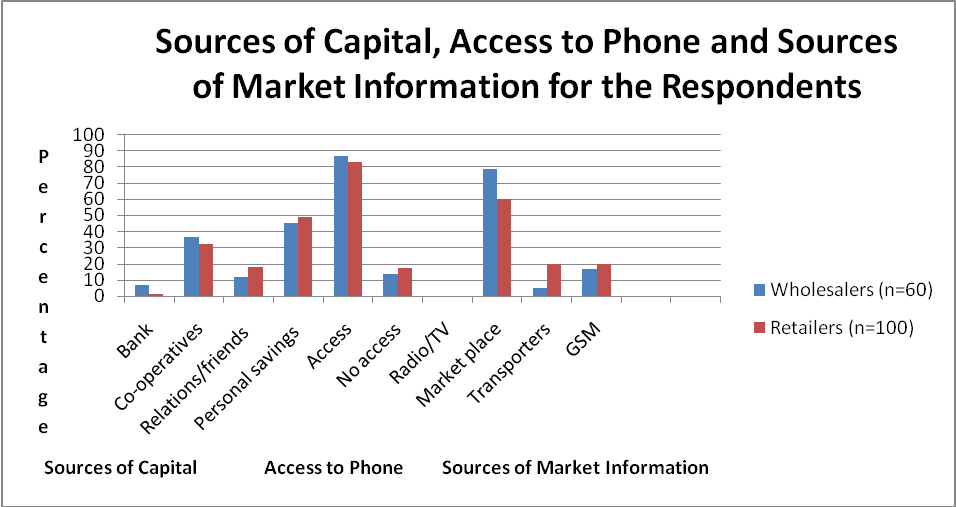 Sources of Capital, Access to Phone and Sources
of Market Information for the Respondents
Percentage
100
90
80
70
60
50
40
30
20
10
0
Bank
Co-operatives
Relations/friends
Personal savings
Access
No access
Radio/TV
Market place
Transporters
GSM
Wholesalers (n=60)
Retailers (n=100)
Sources of Capital
Access to Phone
Sources of Market Information